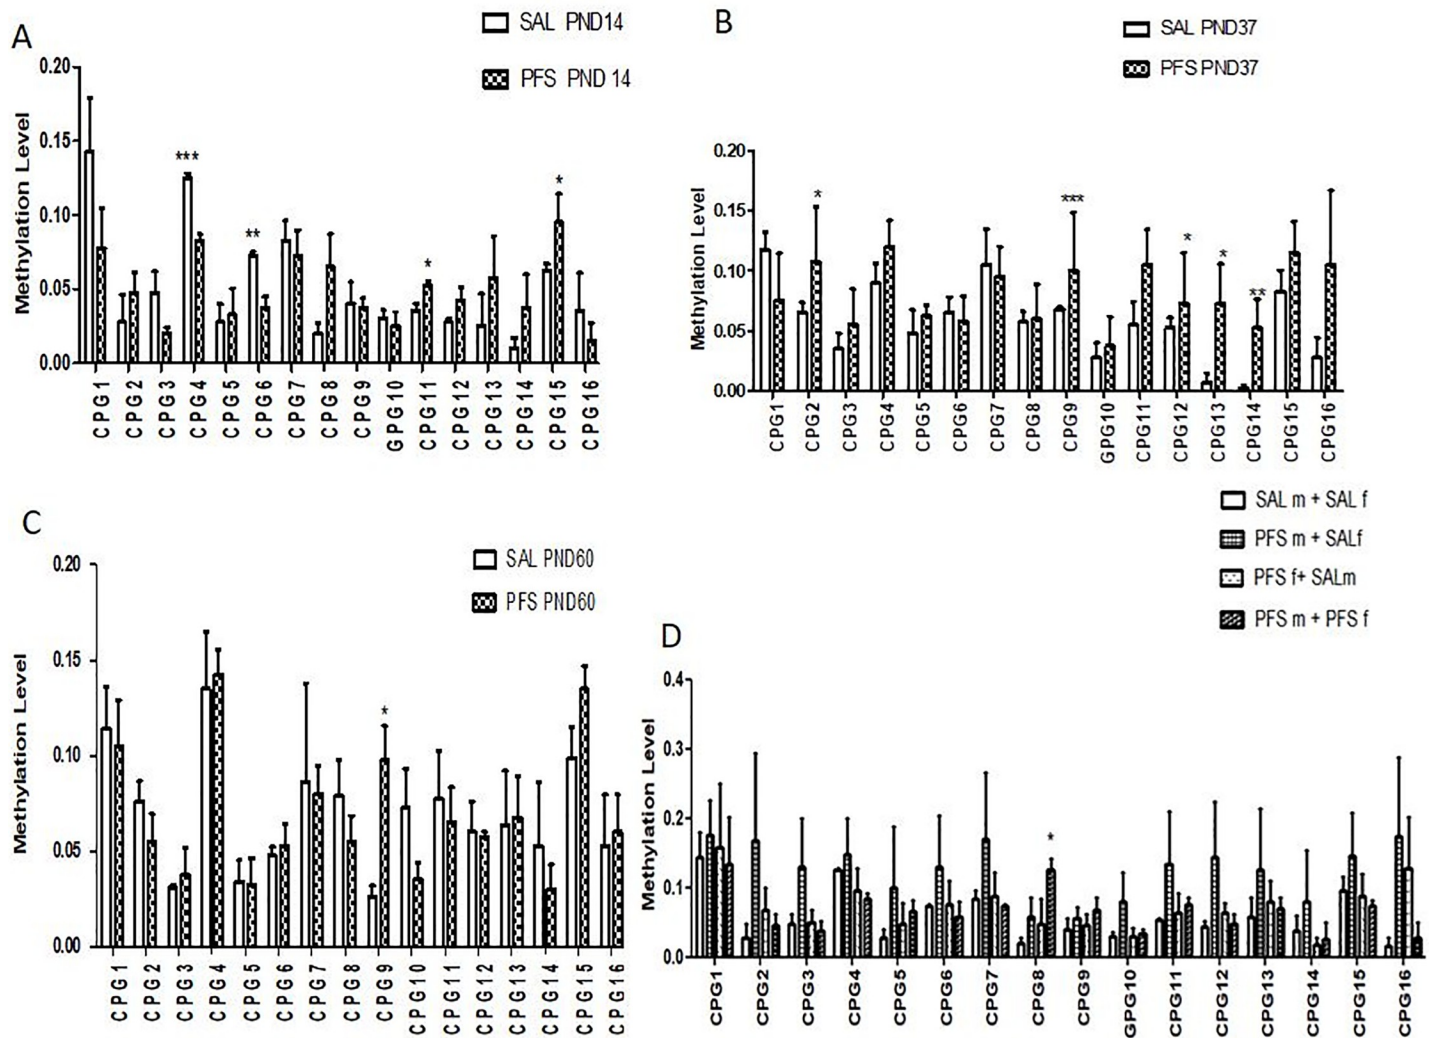 A
SAL PND14
PFS PND 14
Methylation Level
0.20
0.15
0.10
0.05
0.00
***
**
*
*
CPG1
CPG2
CPG3
CPG4
CPG5
CPG6
CPG7
CPG8
CPG9
GPG10
CPG11
CPG12
CPG13
CPG14
CPG15
CPG16
B
SAL PND37
PFS PND37
Methylation Level
0.20
0.15
0.10
0.05
0.00
*
***
*
*
**
CPG1
CPG2
CPG3
CPG4
CPG5
CPG6
CPG7
CPG8
CPG9
GPG10
CPG11
CPG12
CPG13
CPG14
CPG15
CPG16
C
SAL PND60
PFS PND60
Methylation Level
0.20
0.15
0.10
0.05
0.00
*
CPG1
CPG2
CPG3
CPG4
CPG5
CPG6
CPG7
CPG8
CPG9
CPG10
CPG11
CPG12
CPG13
CPG14
CPG15
CPG16
SAL m + SAL f
PFS m + SALf
PFS f+ SALm
PFS m + PFS f
D
Methylation Level
0.4
0.3
0.2
0.1
0.0
*
CPG1
CPG2
CPG3
CPG4
CPG5
CPG6
CPG7
CPG8
CPG9
GPG10
CPG11
CPG12
CPG13
CPG14
CPG15
CPG16